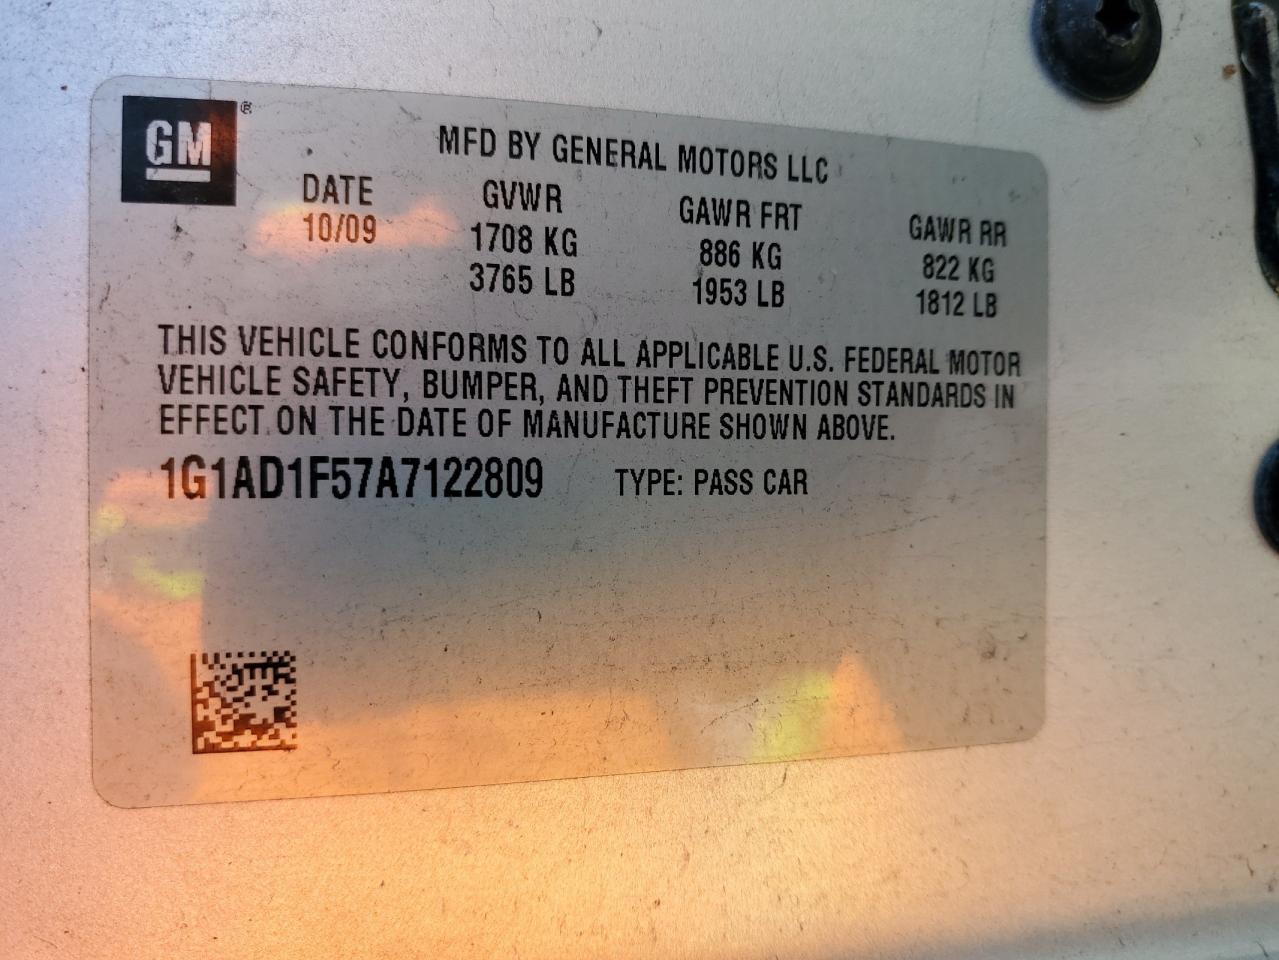 GM ®
MFD BY GENERAL MOTORS LLC
DATE GVWR GAWR FRT GAWR RR
10/09 1708 KG 886 KG 822 KG
3765 LB 1953 LB 1812 LB
THIS VEHICLE CONFORMS TO ALL APPLICABLE U.S. FEDERAL MOTOR
VEHICLE SAFETY, BUMPER, AND THEFT PREVENTION STANDARDS IN
EFFECT ON THE DATE OF MANUFACTURE SHOWN ABOVE.
1G1AD1F57A7122809 TYPE: PASS CAR